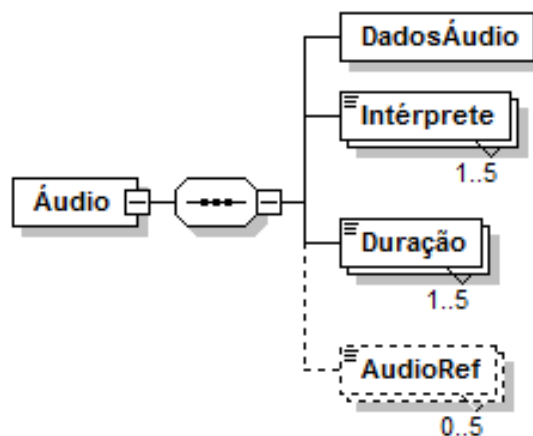 DadosÁudio
Intérprete
1..5
Áudio
Duração
1..5
AudioRef
0..5